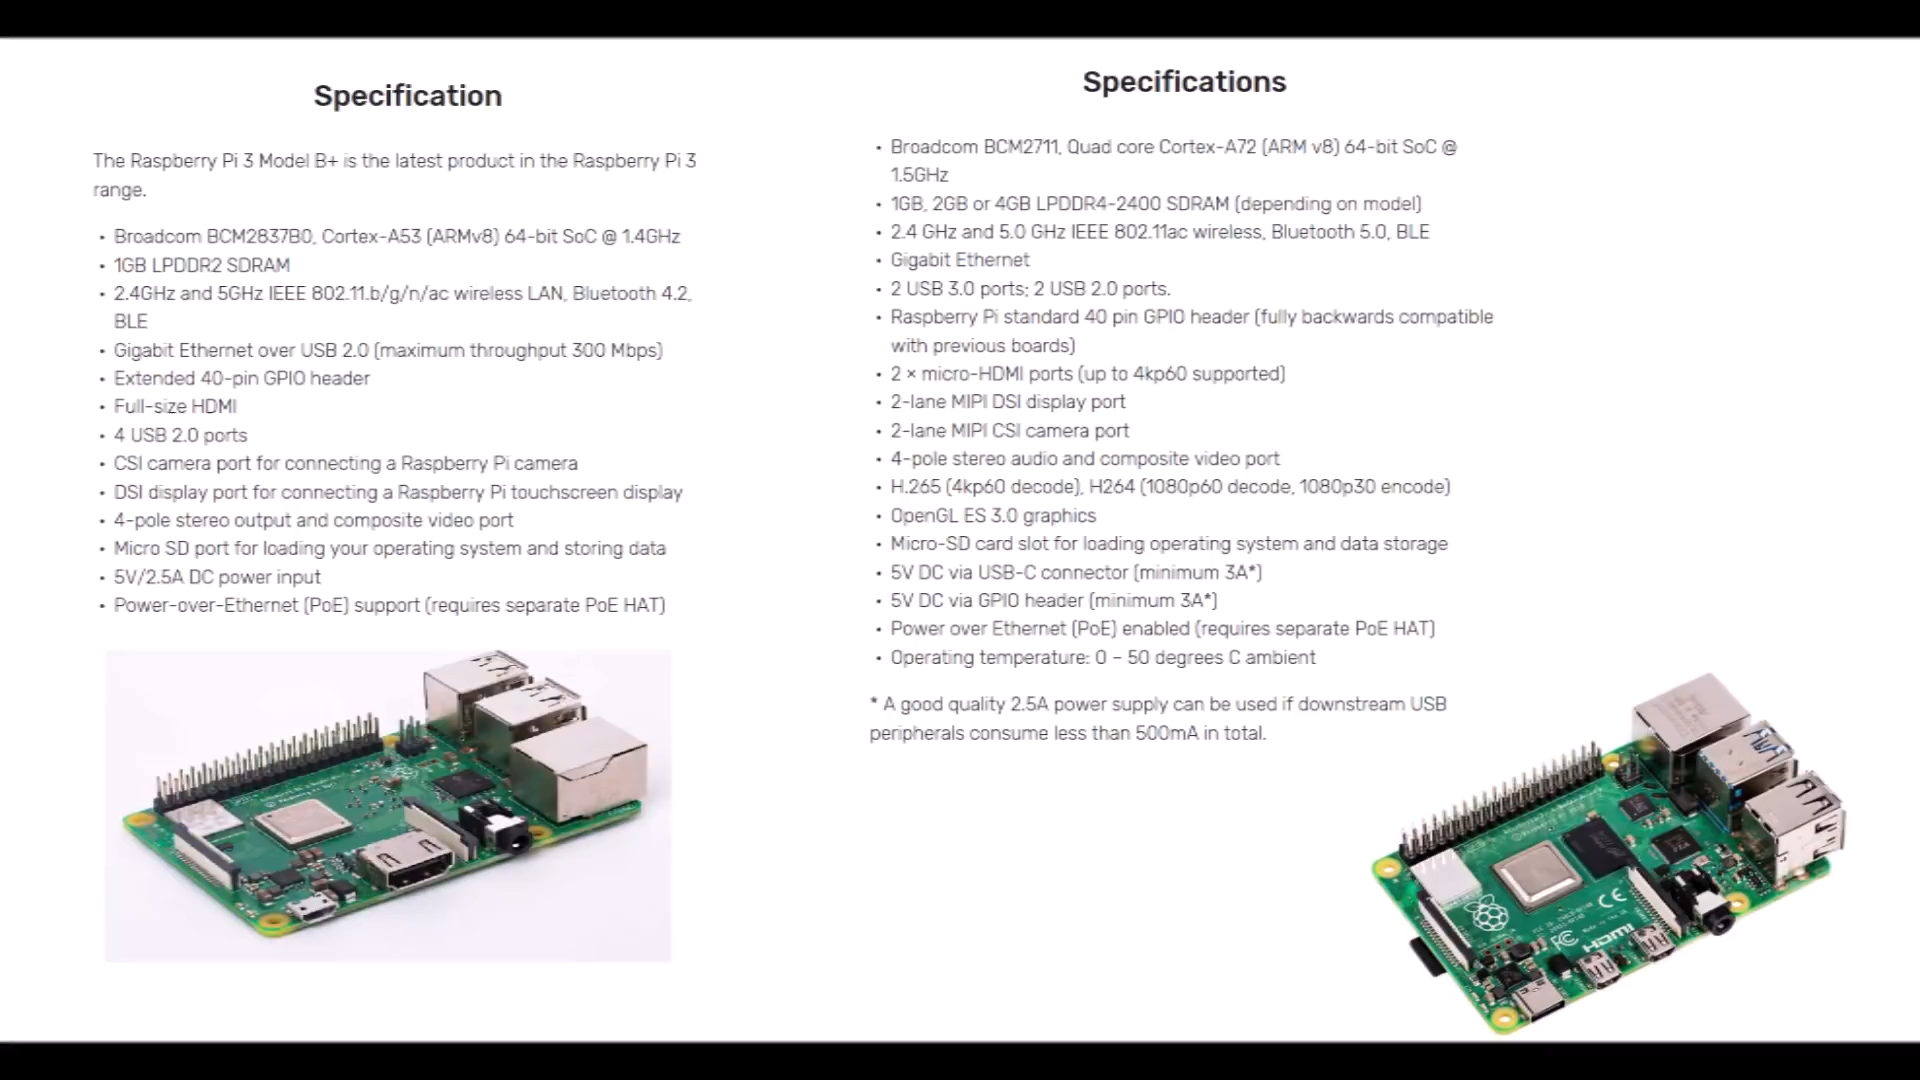 Specification
The Raspberry Pi 3 Model B+ is the latest product in the Raspberry Pi 3
range.
• Broadcom BCM2837B0, Cortex-A53 (ARMv8) 64-bit SoC @ 1.4GHz
• 1GB LPDDR2 SDRAM
• 2.4GHz and 5GHz IEEE 802.11.b/g/n/ac wireless LAN, Bluetooth 4.2,
BLE
• Gigabit Ethernet over USB 2.0 (maximum throughput 300 Mbps)
• Extended 40-pin GPIO header
• Full-size HDMI
• 4 USB 2.0 ports
• CSI camera port for connecting a Raspberry Pi camera
• DSI display port for connecting a Raspberry Pi touchscreen display
• 4-pole stereo output and composite video port
• Micro SD port for loading your operating system and storing data
• 5V/2.5A DC power input
• Power-over-Ethernet (PoE) support (requires separate PoE HAT)
Specifications
• Broadcom BCM2711, Quad core Cortex-A72 (ARM v8) 64-bit SoC @
1.5GHz
• 1GB, 2GB or 4GB LPDDR4-2400 SDRAM (depending on model)
• 2.4 GHz and 5.0 GHz IEEE 802.11ac wireless, Bluetooth 5.0, BLE
• Gigabit Ethernet
• 2 USB 3.0 ports; 2 USB 2.0 ports.
• Raspberry Pi standard 40 pin GPIO header (fully backwards compatible
with previous boards)
• 2 × micro-HDMI ports (up to 4kp60 supported)
• 2-lane MIPI DSI display port
• 2-lane MIPI CSI camera port
• 4-pole stereo audio and composite video port
• H.265 (4kp60 decode), H264 (1080p60 decode, 1080p30 encode)
• OpenGL ES 3.0 graphics
• Micro-SD card slot for loading operating system and data storage
• 5V DC via USB-C connector (minimum 3A*)
• 5V DC via GPIO header (minimum 3A*)
• Power over Ethernet (PoE) enabled (requires separate PoE HAT)
• Operating temperature: 0 – 50 degrees C ambient
* A good quality 2.5A power supply can be used if downstream USB
peripherals consume less than 500mA in total.
CE
FC
HDMI